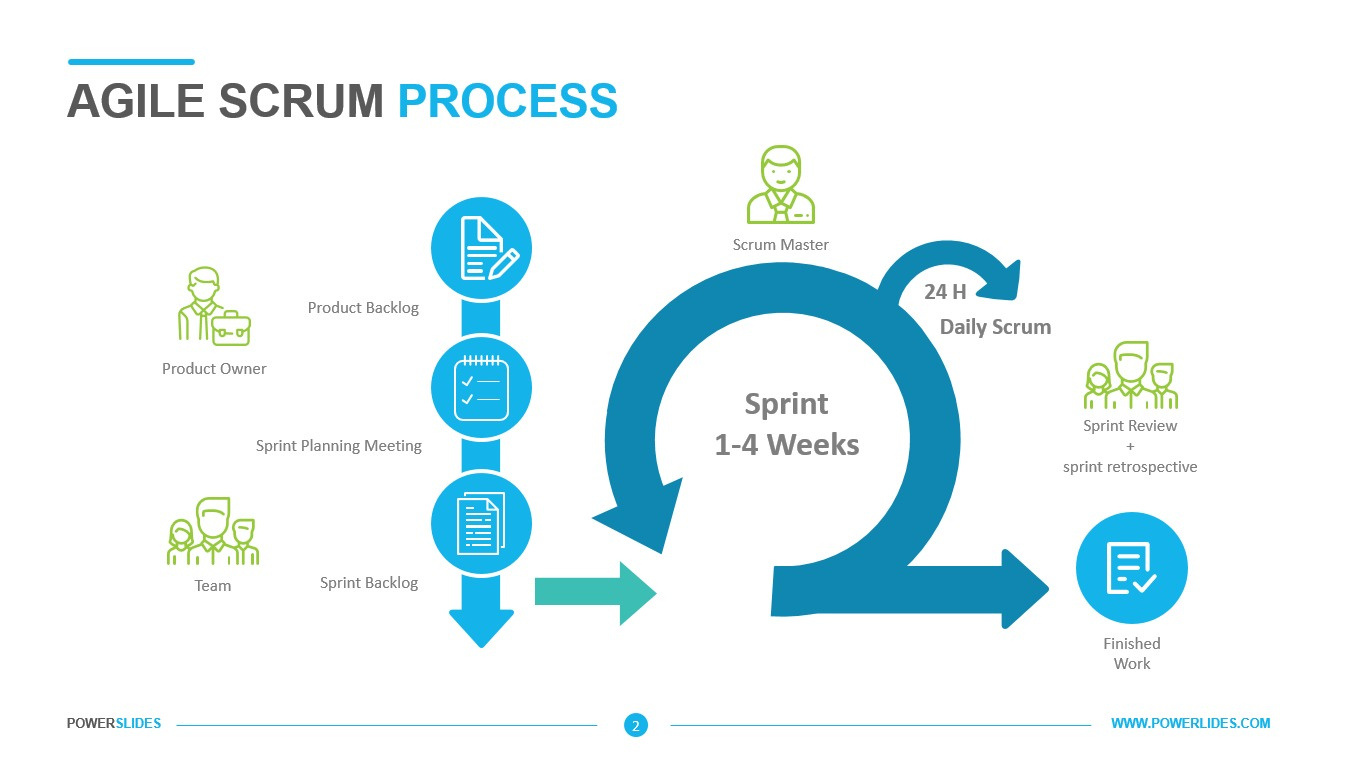 AGILE SCRUM PROCESS
Scrum Master
24 H
Daily Scrum
Product Backlog
Product Owner
Sprint
1-4 Weeks
Sprint Planning Meeting
Sprint Review
+
sprint retrospective
Team
Sprint Backlog
Finished
Work
POWERSLIDES
2
WWW.POWERLIDES.COM